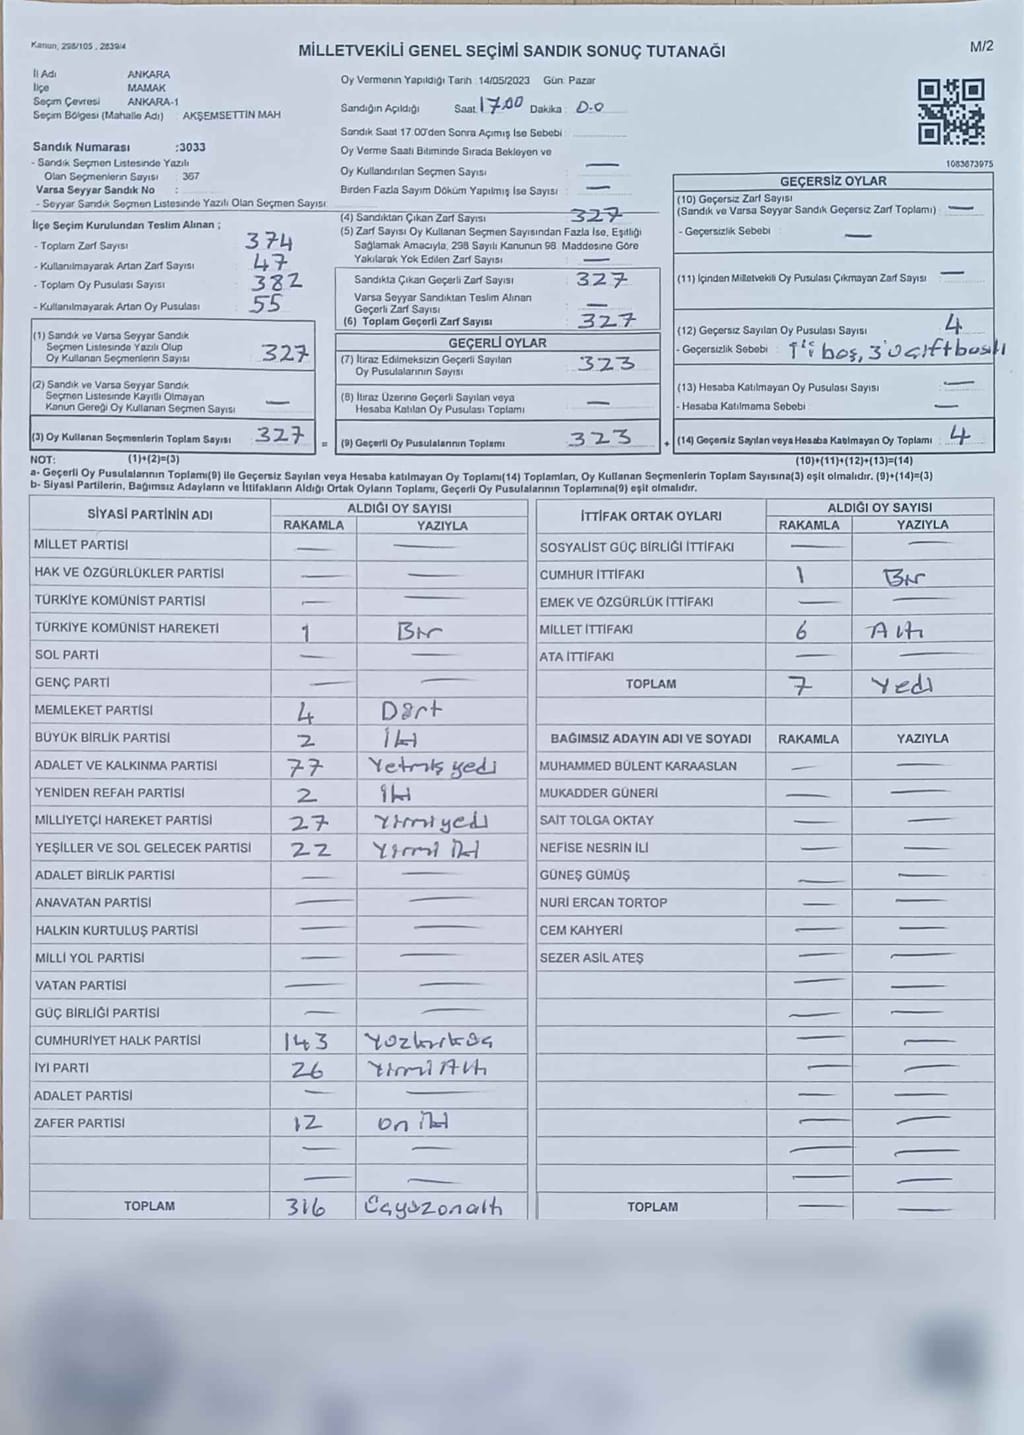 Kanun, 298/105 , 2839/4
MİLLETVEKİLİ GENEL SEÇİMİ SANDIK SONUÇ TUTANAĞI
M/2
İl Adı ANKARA
İlçe MAMAK
Seçim Çevresi ANKARA-1
Seçim Bölgesi (Mahalle Adı) : AKŞEMSETTİN MAH
Sandık Numarası :3033
- Sandık Seçmen Listesinde Yazılı
Olan Seçmenlerin Sayısı : 367
Varsa Seyyar Sandık No :
- Seyyar Sandık Seçmen Listesinde Yazılı Olan Seçmen Sayısı
İlçe Seçim Kurulundan Teslim Alınan ;
- Toplam Zarf Sayısı : 374
- Kullanılmayarak Artan Zarf Sayısı : 47
- Toplam Oy Pusulası Sayısı : 382
- Kullanılmayarak Artan Oy Pusulası : 55
(1) Sandık ve Varsa Seyyar Sandık
Seçmen Listesinde Yazılı Olup
Oy Kullanan Seçmenlerin Sayısı : 327
(2) Sandık ve Varsa Seyyar Sandık
Seçmen Listesinde Kayıtlı Olmayan
Kanun Gereği Oy Kullanan Seçmen Sayısı : —
(3) Oy Kullanan Seçmenlerin Toplam Sayısı : 327
Oy Vermenin Yapıldığı Tarih :14/05/2023 Gün: Pazar
Sandığın Açıldığı Saat: 17.00 Dakika : 0.0
Sandık Saat 17.00'den Sonra Açımış İse Sebebi :
Oy Verme Saati Bitiminde Sırada Bekleyen ve
Oy Kullandırılan Seçmen Sayısı : —
Birden Fazla Sayım Döküm Yapılmış İse Sayısı : —
(4) Sandıktan Çıkan Zarf Sayısı : 327
(5) Zarf Sayısı Oy Kullanan Seçmen Sayısından Fazla İse, Eşitliği
Sağlamak Amacıyla, 298 Sayılı Kanunun 98. Maddesine Göre
Yakılarak Yok Edilen Zarf Sayısı : —
Sandıkta Çıkan Geçerli Zarf Sayısı : 327
Varsa Seyyar Sandıktan Teslim Alınan
Geçerli Zarf Sayısı : —
(6) Toplam Geçerli Zarf Sayısı : 327
GEÇERLİ OYLAR
(7) İtiraz Edilmeksizin Geçerli Sayılan
Oy Pusulalarının Sayısı : 323
(8) İtiraz Üzerine Geçerli Sayılan veya
Hesaba Katılan Oy Pusulası Toplamı : —
= (9) Geçerli Oy Pusulalarının Toplamı : 323
1083673975
GEÇERSİZ OYLAR
(10) Geçersiz Zarf Sayısı
(Sandık ve Varsa Seyyar Sandık Geçersiz Zarf Toplamı) : —
- Geçersizlik Sebebi : —
(11) İçinden Milletvekili Oy Pusulası Çıkmayan Zarf Sayısı : —
(12) Geçersiz Sayılan Oy Pusulası Sayısı : 4
- Geçersizlik Sebebi : 1'i boş, 3'ü çift basılı
(13) Hesaba Katılmayan Oy Pusulası Sayısı : —
- Hesaba Katılmama Sebebi : —
+ (14) Geçersiz Sayılan veya Hesaba Katılmayan Oy Toplamı : 4
NOT: (1)+(2)=(3) (10)+(11)+(12)+(13)=(14)
a- Geçerli Oy Pusulalarının Toplamı(9) ile Geçersiz Sayılan veya Hesaba katılmayan Oy Toplamı(14) Toplamları, Oy Kullanan Seçmenlerin Toplam Sayısına(3) eşit olmalıdır. (9)+(14)=(3)
b- Siyasi Partilerin, Bağımsız Adayların ve İttifakların Aldığı Ortak Oyların Toplamı, Geçerli Oy Pusulalarının Toplamına(9) eşit olmalıdır.
SİYASİ PARTİNİN ADI ALDIĞI OY SAYISI
RAKAMLA YAZIYLA
MİLLET PARTİSİ — —
HAK VE ÖZGÜRLÜKLER PARTİSİ — —
TÜRKİYE KOMÜNİST PARTİSİ — —
TÜRKİYE KOMÜNİST HAREKETİ 1 Bir
SOL PARTİ — —
GENÇ PARTİ — —
MEMLEKET PARTİSİ 4 Dört
BÜYÜK BİRLİK PARTİSİ 2 İki
ADALET VE KALKINMA PARTİSİ 77 Yetmiş yedi
YENİDEN REFAH PARTİSİ 2 İki
MİLLİYETÇİ HAREKET PARTİSİ 27 Yirmi yedi
YEŞİLLER VE SOL GELECEK PARTİSİ 22 Yirmi İki
ADALET BİRLİK PARTİSİ — —
ANAVATAN PARTİSİ — —
HALKIN KURTULUŞ PARTİSİ — —
MİLLİ YOL PARTİSİ — —
VATAN PARTİSİ — —
GÜÇ BİRLİĞİ PARTİSİ — —
CUMHURİYET HALK PARTİSİ 143 Yüzkırküç
İYİ PARTİ 26 Yirmi Altı
ADALET PARTİSİ — —
ZAFER PARTİSİ 12 on iki
— —
— —
TOPLAM 316 Üçyüzonaltı
İTTİFAK ORTAK OYLARI ALDIĞI OY SAYISI
RAKAMLA YAZIYLA
SOSYALİST GÜÇ BİRLİĞİ İTTİFAKI — —
CUMHUR İTTİFAKI 1 Bir
EMEK VE ÖZGÜRLÜK İTTİFAKI — —
MİLLET İTTİFAKI 6 Altı
ATA İTTİFAKI — —
TOPLAM 7 Yedi
BAĞIMSIZ ADAYIN ADI VE SOYADI RAKAMLA YAZIYLA
MUHAMMED BÜLENT KARAASLAN — —
MUKADDER GÜNERİ — —
SAİT TOLGA OKTAY — —
NEFİSE NESRİN İLİ — —
GÜNEŞ GÜMÜŞ — —
NURİ ERCAN TORTOP — —
CEM KAHYERİ — —
SEZER ASİL ATEŞ — —
— —
— —
— —
— —
— —
— —
— —
— —
TOPLAM — —